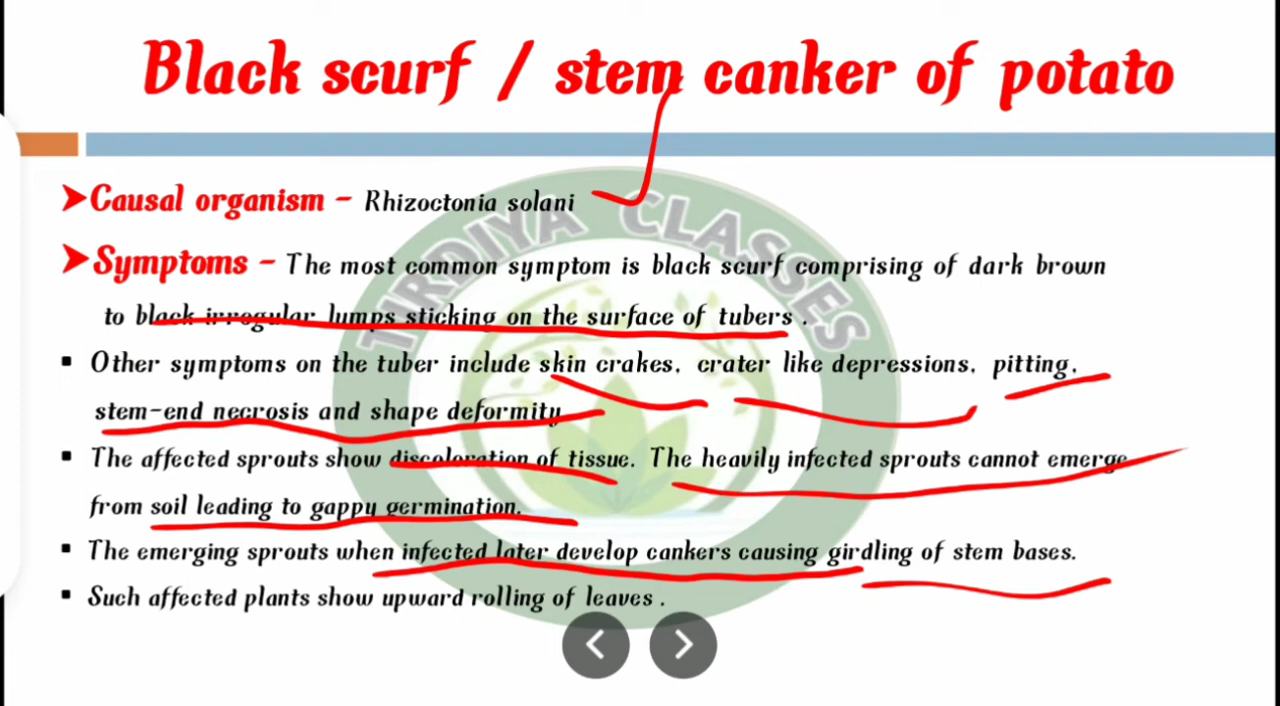 Black scurf / stem canker of potato
➤Causal organism – Rhizoctonia solani
➤Symptoms – The most common symptom is black scurf comprising of dark brown
to black irregular lumps sticking on the surface of tubers .
▪ Other symptoms on the tuber include skin crakes, crater like depressions, pitting,
stem-end necrosis and shape deformity
▪ The affected sprouts show discoloration of tissue. The heavily infected sprouts cannot emerge
from soil leading to gappy germination.
▪ The emerging sprouts when infected later develop cankers causing girdling of stem bases.
▪ Such affected plants show upward rolling of leaves .
TIRDIYA CLASSES